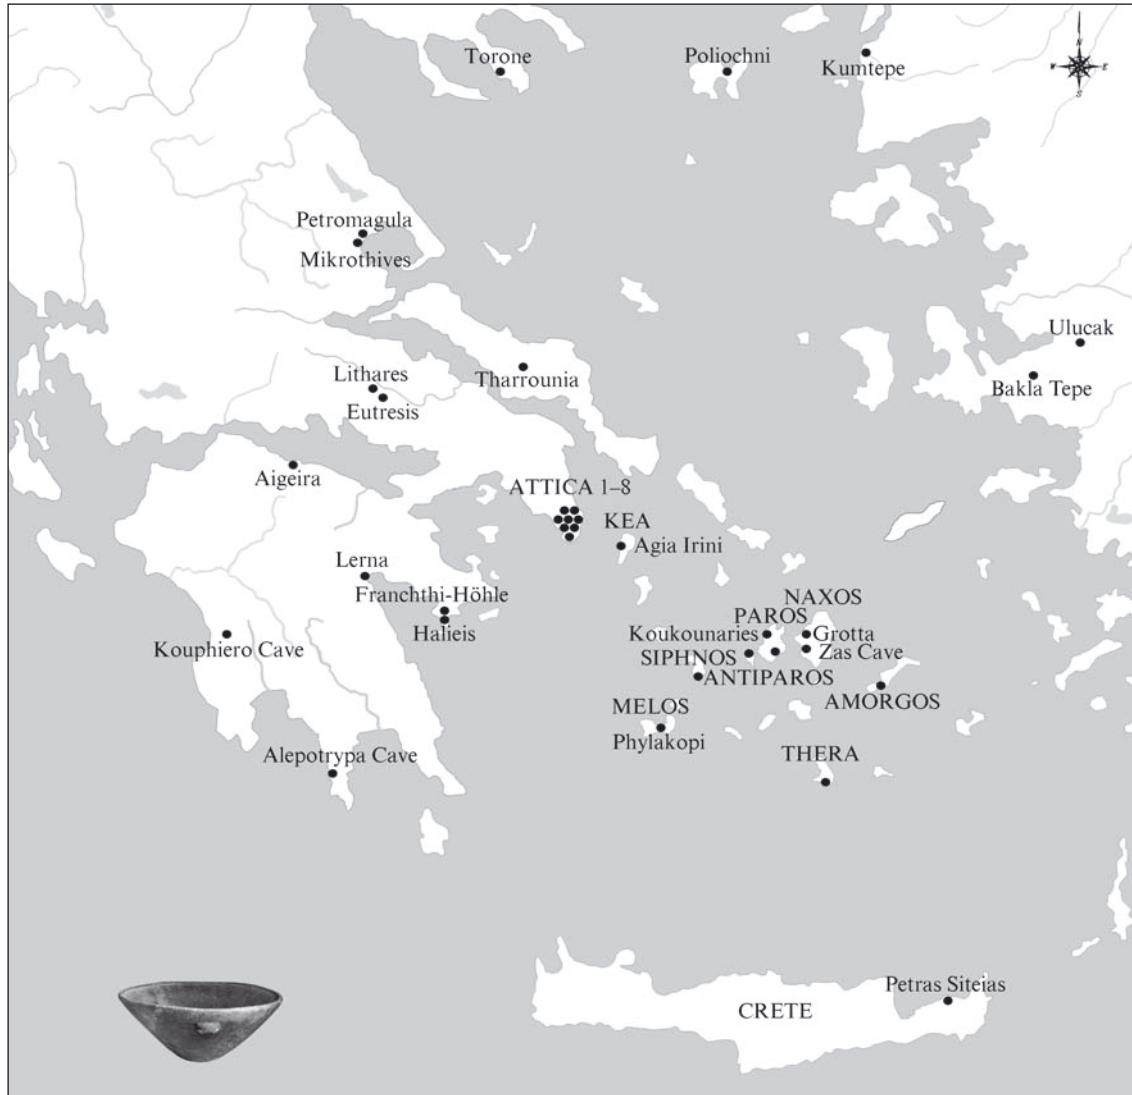 Torone
Poliochni
Kumtepe
N
W E
S
Petromagula
Mikrothives
Ulucak
Lithares
Tharrounia
Bakla Tepe
Eutresis
Aigeira
ATTICA 1–8
KEA
Agia Irini
Lerna
Franchthi-Höhle
Halieis
NAXOS
PAROS
Koukounaries
Grotta
Kouphiero Cave
SIPHNOS
Zas Cave
ANTIPAROS
AMORGOS
MELOS
Phylakopi
Alepotrypa Cave
THERA
Petras Siteias
CRETE